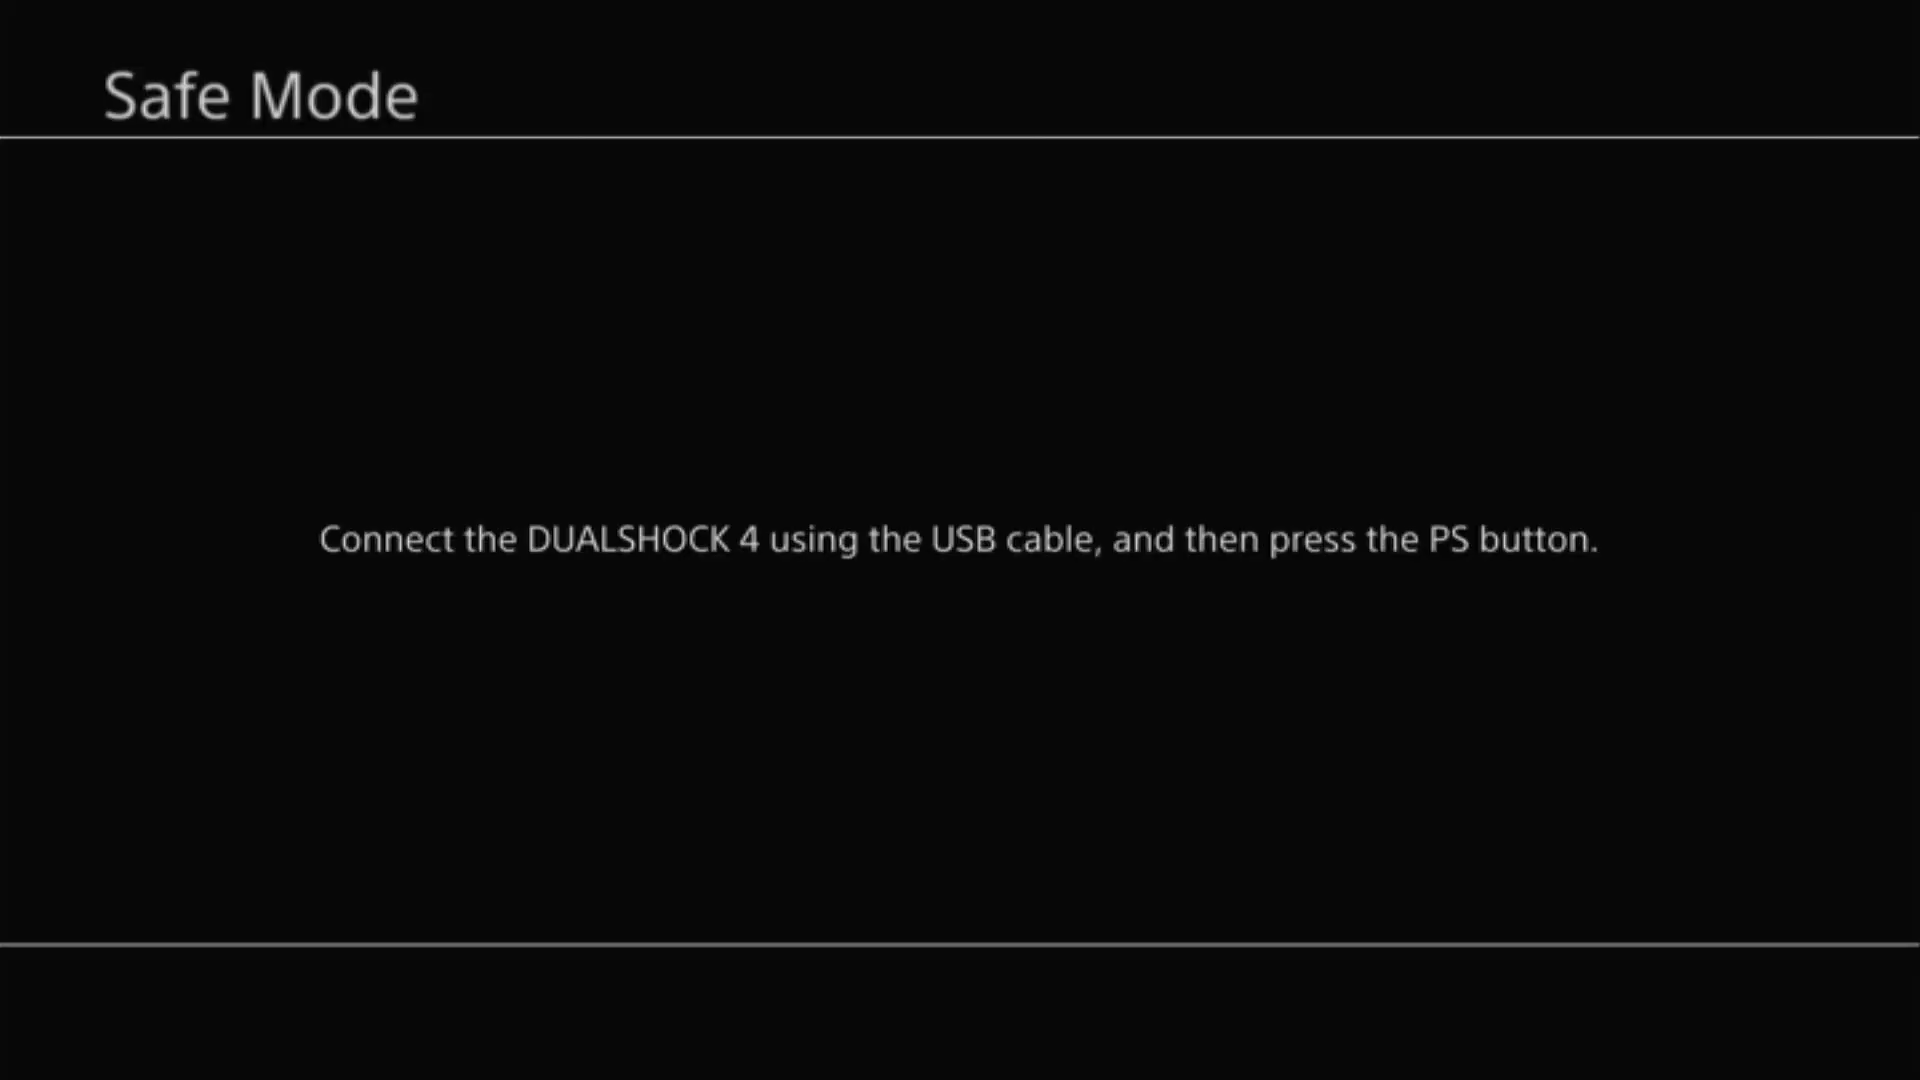 Safe Mode
Connect the DUALSHOCK 4 using the USB cable, and then press the PS button.